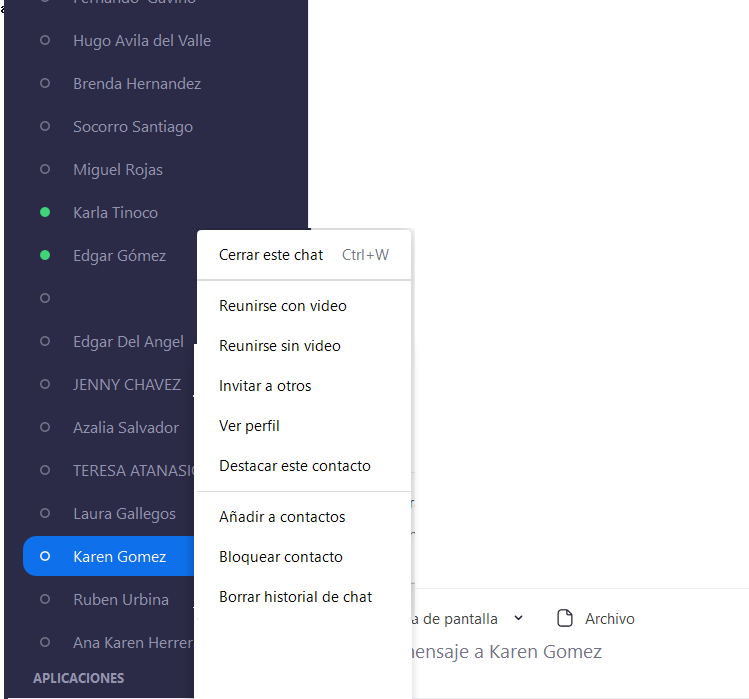 Fernando Gaviño
Hugo Avila del Valle
Brenda Hernandez
Socorro Santiago
Miguel Rojas
Karla Tinoco
Edgar Gómez
Edgar Del Angel
JENNY CHAVEZ
Azalia Salvador
TERESA ATANASIO
Laura Gallegos
Karen Gomez
Ruben Urbina
Ana Karen Herrer
APLICACIONES
Cerrar este chat Ctrl+W
Reunirse con video
Reunirse sin video
Invitar a otros
Ver perfil
Destacar este contacto
Añadir a contactos
Bloquear contacto
Borrar historial de chat
a de pantalla
Archivo
ensaje a Karen Gomez